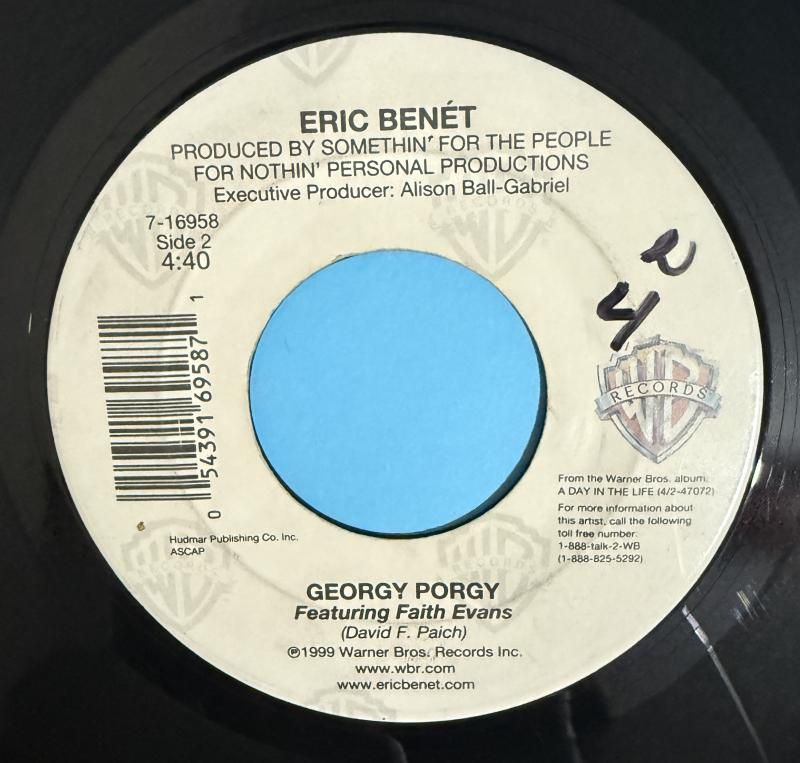 ERIC BENÉT
PRODUCED BY SOMETHIN' FOR THE PEOPLE
FOR NOTHIN' PERSONAL PRODUCTIONS
Executive Producer: Alison Ball-Gabriel
7-16958
Side 2
4:40
0 54391 69587 1
RECORDS
From the Warner Bros. album:
A DAY IN THE LIFE (4/2-47072)
For more information about
this artist, call the following
toll free number:
1-888-talk-2-WB
(1-888-825-5292)
Hudmar Publishing Co. Inc.
ASCAP
GEORGY PORGY
Featuring Faith Evans
(David F. Paich)
℗1999 Warner Bros. Records Inc.
www.wbr.com
www.ericbenet.com